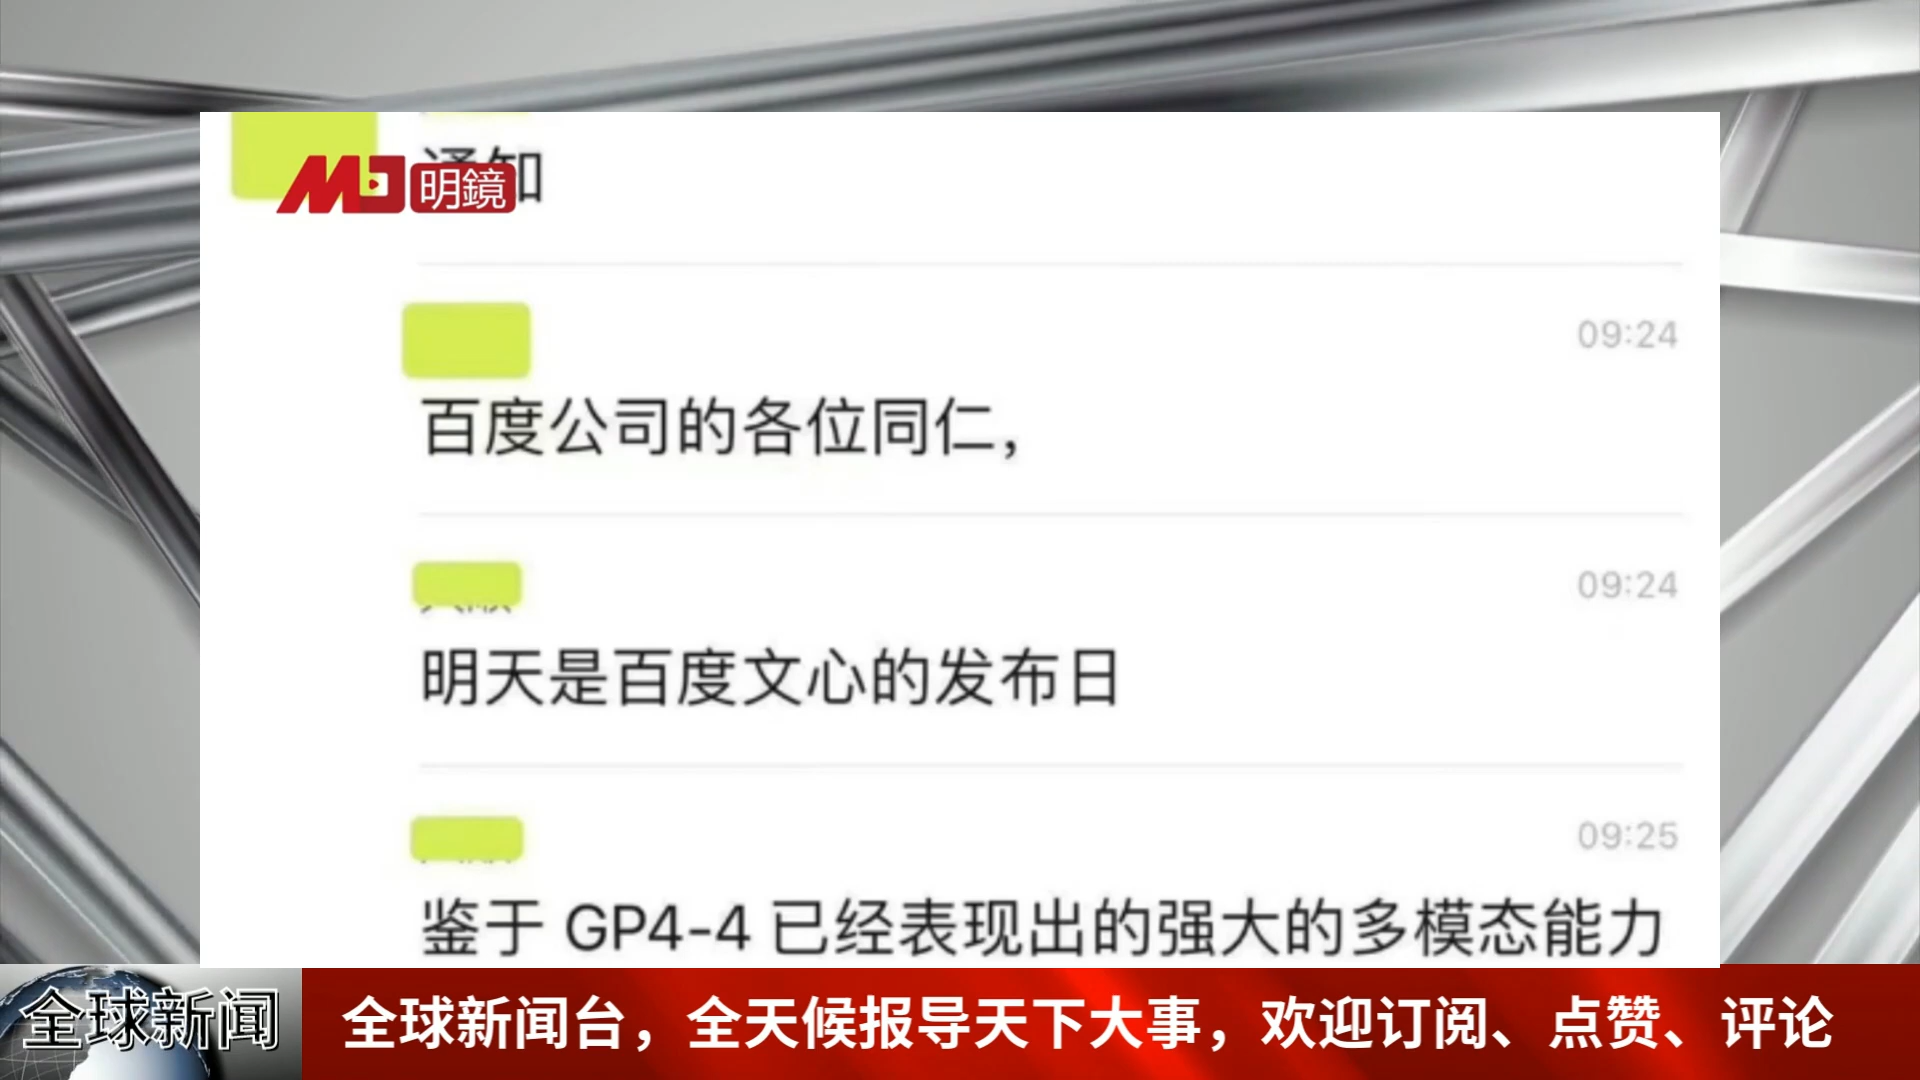 通知
明鏡
09:24
百度公司的各位同仁，
09:24
明天是百度文心的发布日
09:25
鉴于 GP4-4 已经表现出的强大的多模态能力
全球新闻
全球新闻台，全天候报导天下大事，欢迎订阅、点赞、评论